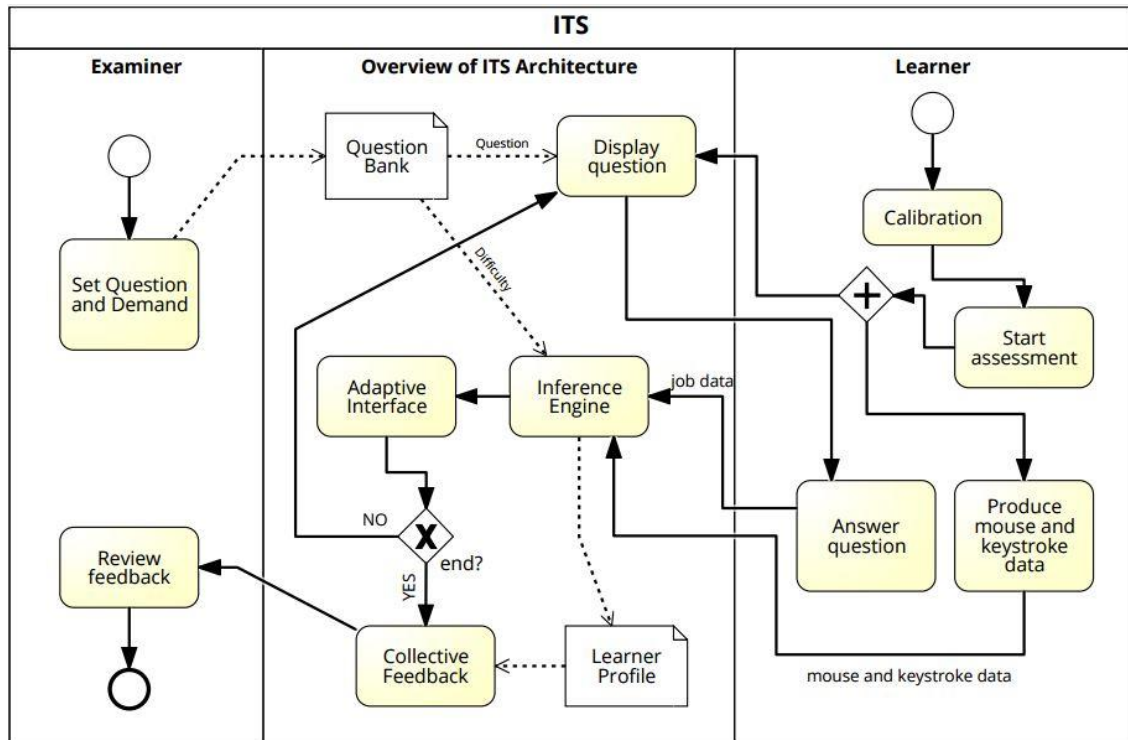 ITS
Examiner
Overview of ITS Architecture
Learner
Question
Bank
Question
Display
question
Calibration
Set Question
and Demand
Difficulty
Start
assessment
Adaptive
Interface
Inference
Engine
job data
NO
end?
YES
Answer
question
Produce
mouse and
keystroke
data
Review
feedback
Collective
Feedback
Learner
Profile
mouse and keystroke data